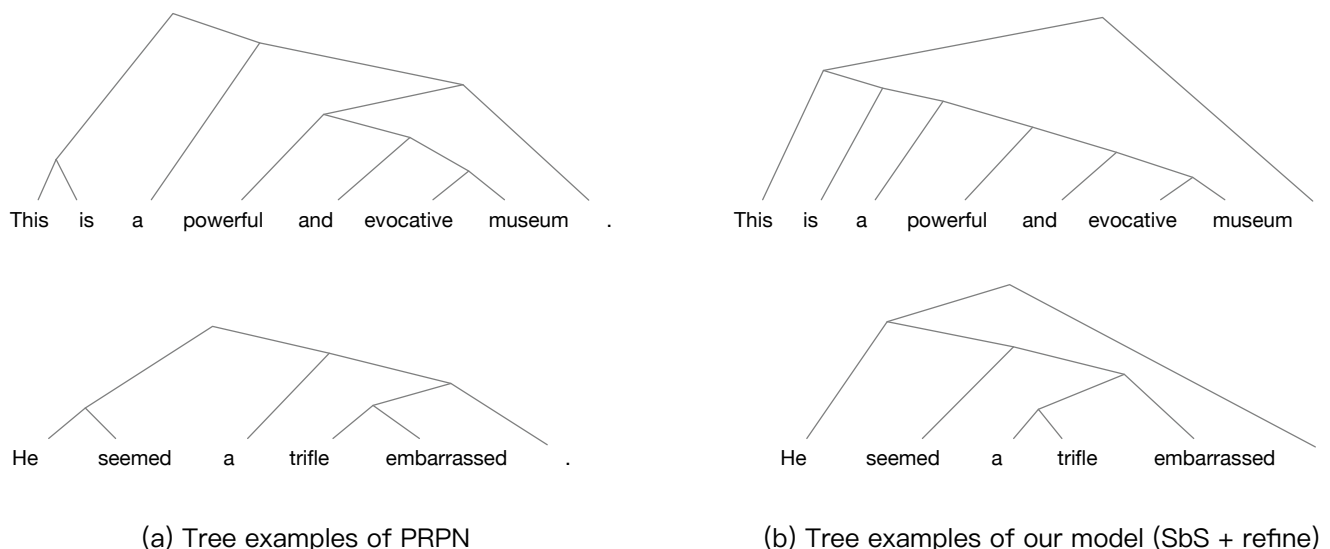 This is a powerful and evocative museum .
This is a powerful and evocative museum
He seemed a trifle embarrassed .
He seemed a trifle embarrassed
(a) Tree examples of PRPN
(b) Tree examples of our model (SbS + refine)